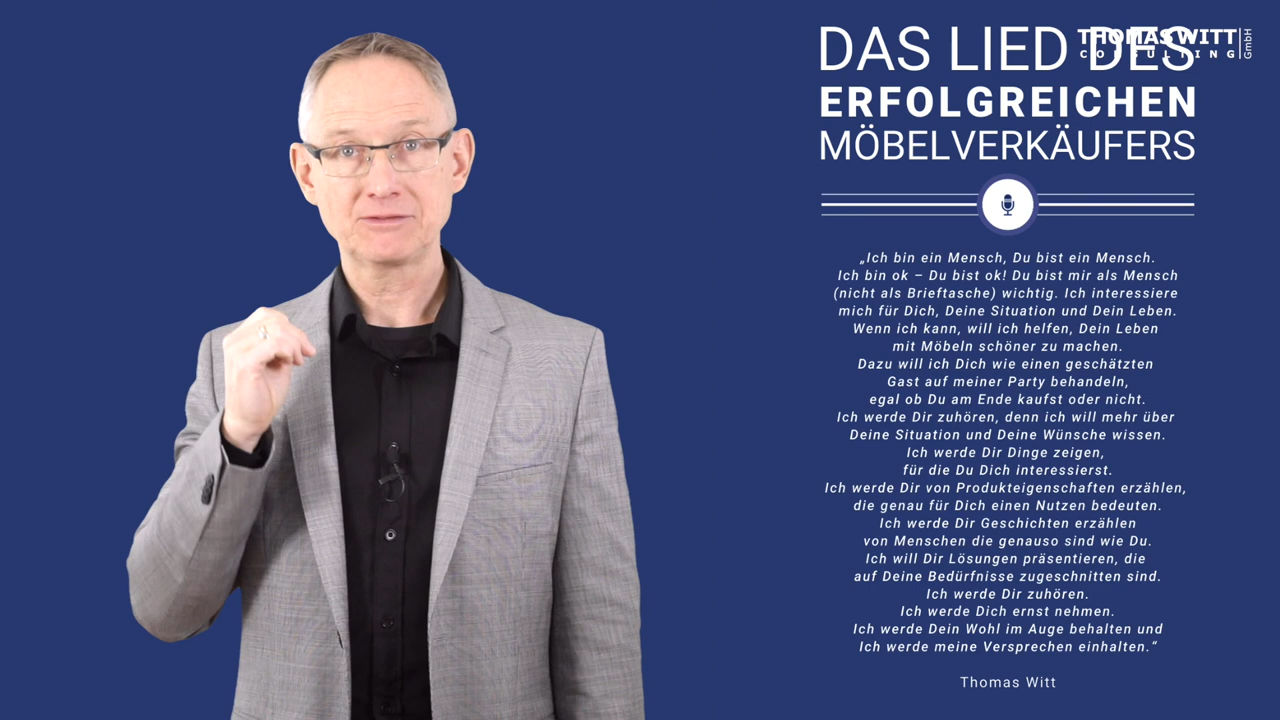 DAS LIED DES
THOMAS WITT
CONSULTING
GmbH
ERFOLGREICHEN
MÖBELVERKÄUFERS
„Ich bin ein Mensch, Du bist ein Mensch.
Ich bin ok – Du bist ok! Du bist mir als Mensch
(nicht als Brieftasche) wichtig. Ich interessiere
mich für Dich, Deine Situation und Dein Leben.
Wenn ich kann, will ich helfen, Dein Leben
mit Möbeln schöner zu machen.
Dazu will ich Dich wie einen geschätzten
Gast auf meiner Party behandeln,
egal ob Du am Ende kaufst oder nicht.
Ich werde Dir zuhören, denn ich will mehr über
Deine Situation und Deine Wünsche wissen.
Ich werde Dir Dinge zeigen,
für die Du Dich interessierst.
Ich werde Dir von Produkteigenschaften erzählen,
die genau für Dich einen Nutzen bedeuten.
Ich werde Dir Geschichten erzählen
von Menschen die genauso sind wie Du.
Ich will Dir Lösungen präsentieren, die
auf Deine Bedürfnisse zugeschnitten sind.
Ich werde Dir zuhören.
Ich werde Dich ernst nehmen.
Ich werde Dein Wohl im Auge behalten und
Ich werde meine Versprechen einhalten.“
Thomas Witt